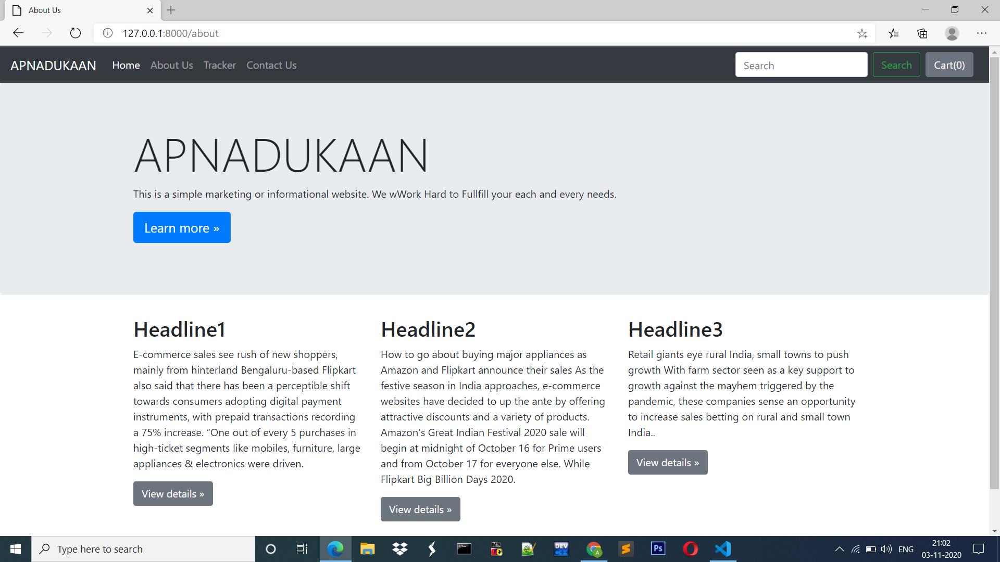 About Us
127.0.0.1:8000/about
APNADUKAAN Home About Us Tracker Contact Us Search Search Cart(0)
APNADUKAAN
This is a simple marketing or informational website. We wWork Hard to Fullfill your each and every needs.
Learn more »
Headline1
E-commerce sales see rush of new shoppers,
mainly from hinterland Bengaluru-based Flipkart
also said that there has been a perceptible shift
towards consumers adopting digital payment
instruments, with prepaid transactions recording
a 75% increase. “One out of every 5 purchases in
high-ticket segments like mobiles, furniture, large
appliances & electronics were driven.
View details »
Headline2
How to go about buying major appliances as
Amazon and Flipkart announce their sales As the
festive season in India approaches, e-commerce
websites have decided to up the ante by offering
attractive discounts and a variety of products.
Amazon’s Great Indian Festival 2020 sale will
begin at midnight of October 16 for Prime users
and from October 17 for everyone else. While
Flipkart Big Billion Days 2020.
View details »
Headline3
Retail giants eye rural India, small towns to push
growth With farm sector seen as a key support to
growth against the mayhem triggered by the
pandemic, these companies sense an opportunity
to increase sales betting on rural and small town
India..
View details »
Type here to search
MS
DEV
A
Ps
ENG
21:02
03-11-2020